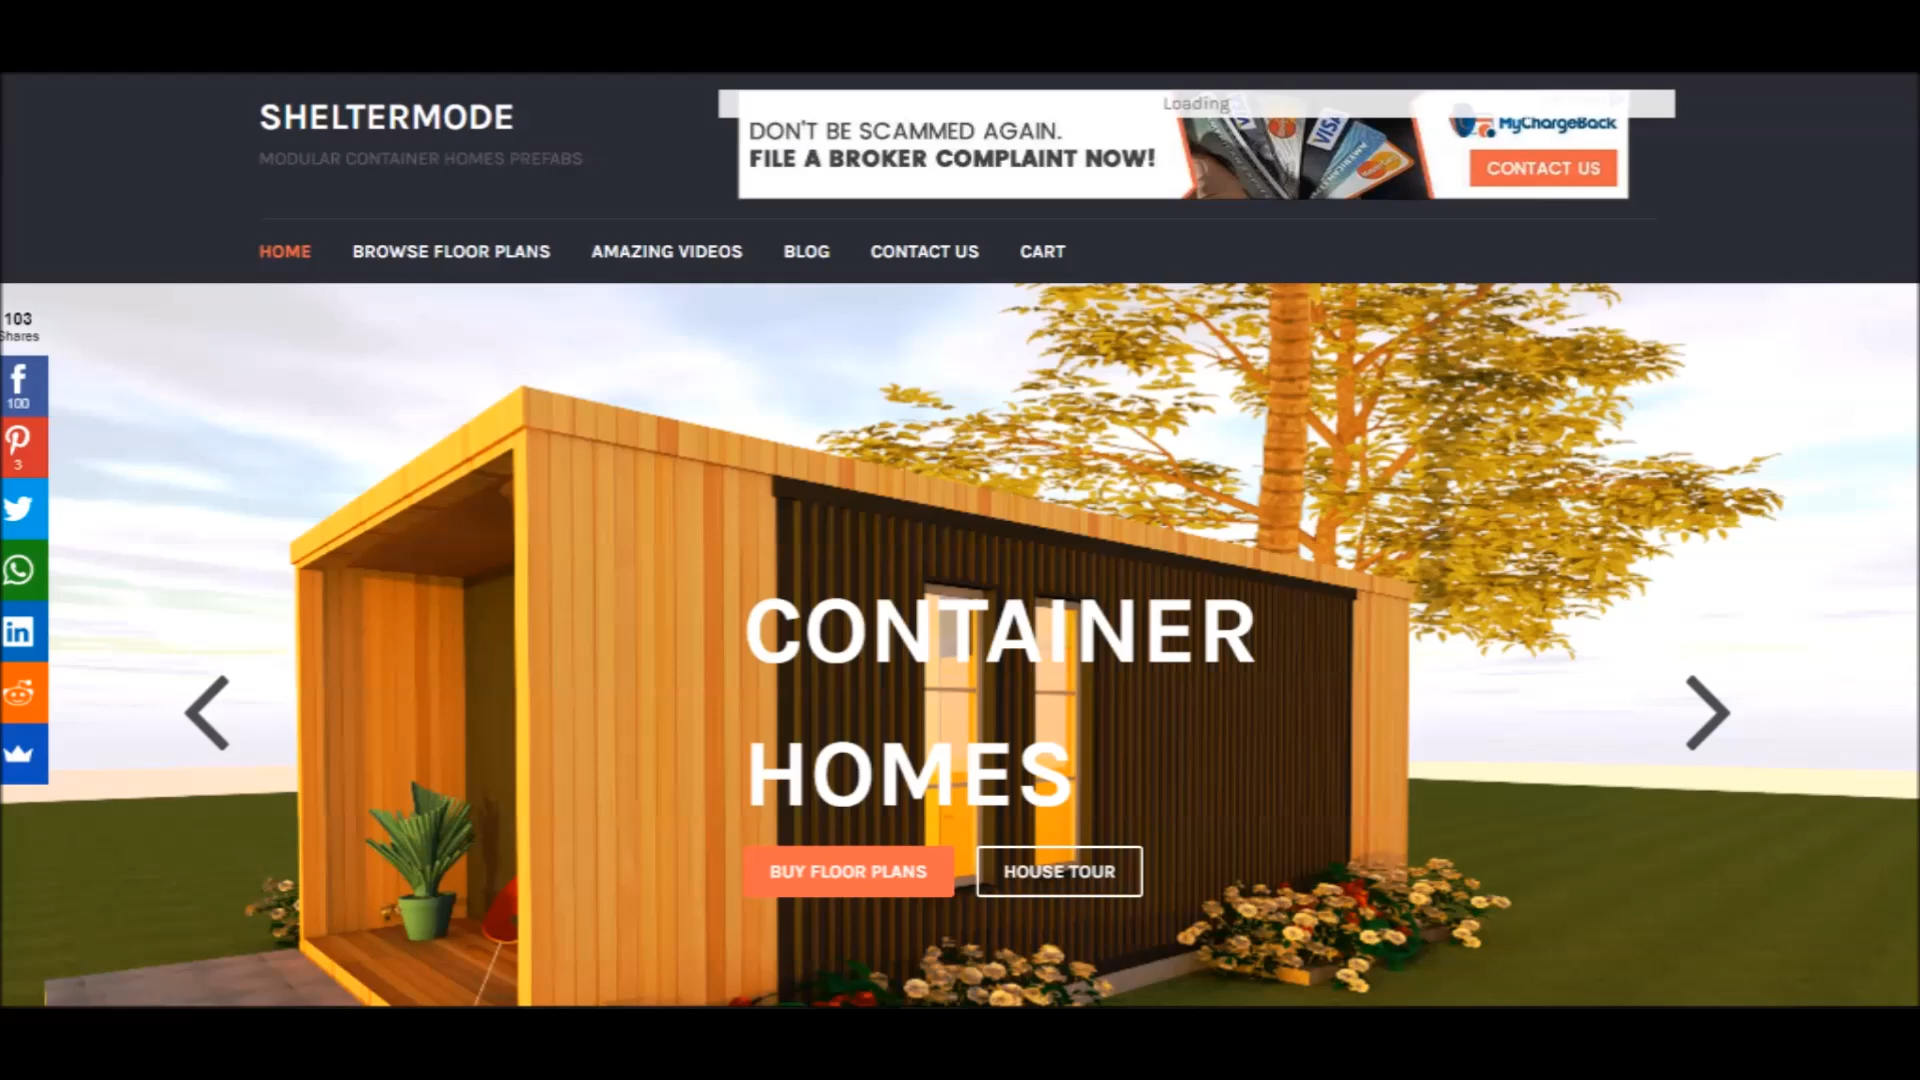 SHELTERMODE
MODULAR CONTAINER HOMES PREFABS
Loading
DON'T BE SCAMMED AGAIN.
FILE A BROKER COMPLAINT NOW!
VISA
MyChargeBack
CONTACT US
HOME BROWSE FLOOR PLANS AMAZING VIDEOS BLOG CONTACT US CART
103
Shares
100
3
CONTAINER
HOMES
BUY FLOOR PLANS HOUSE TOUR